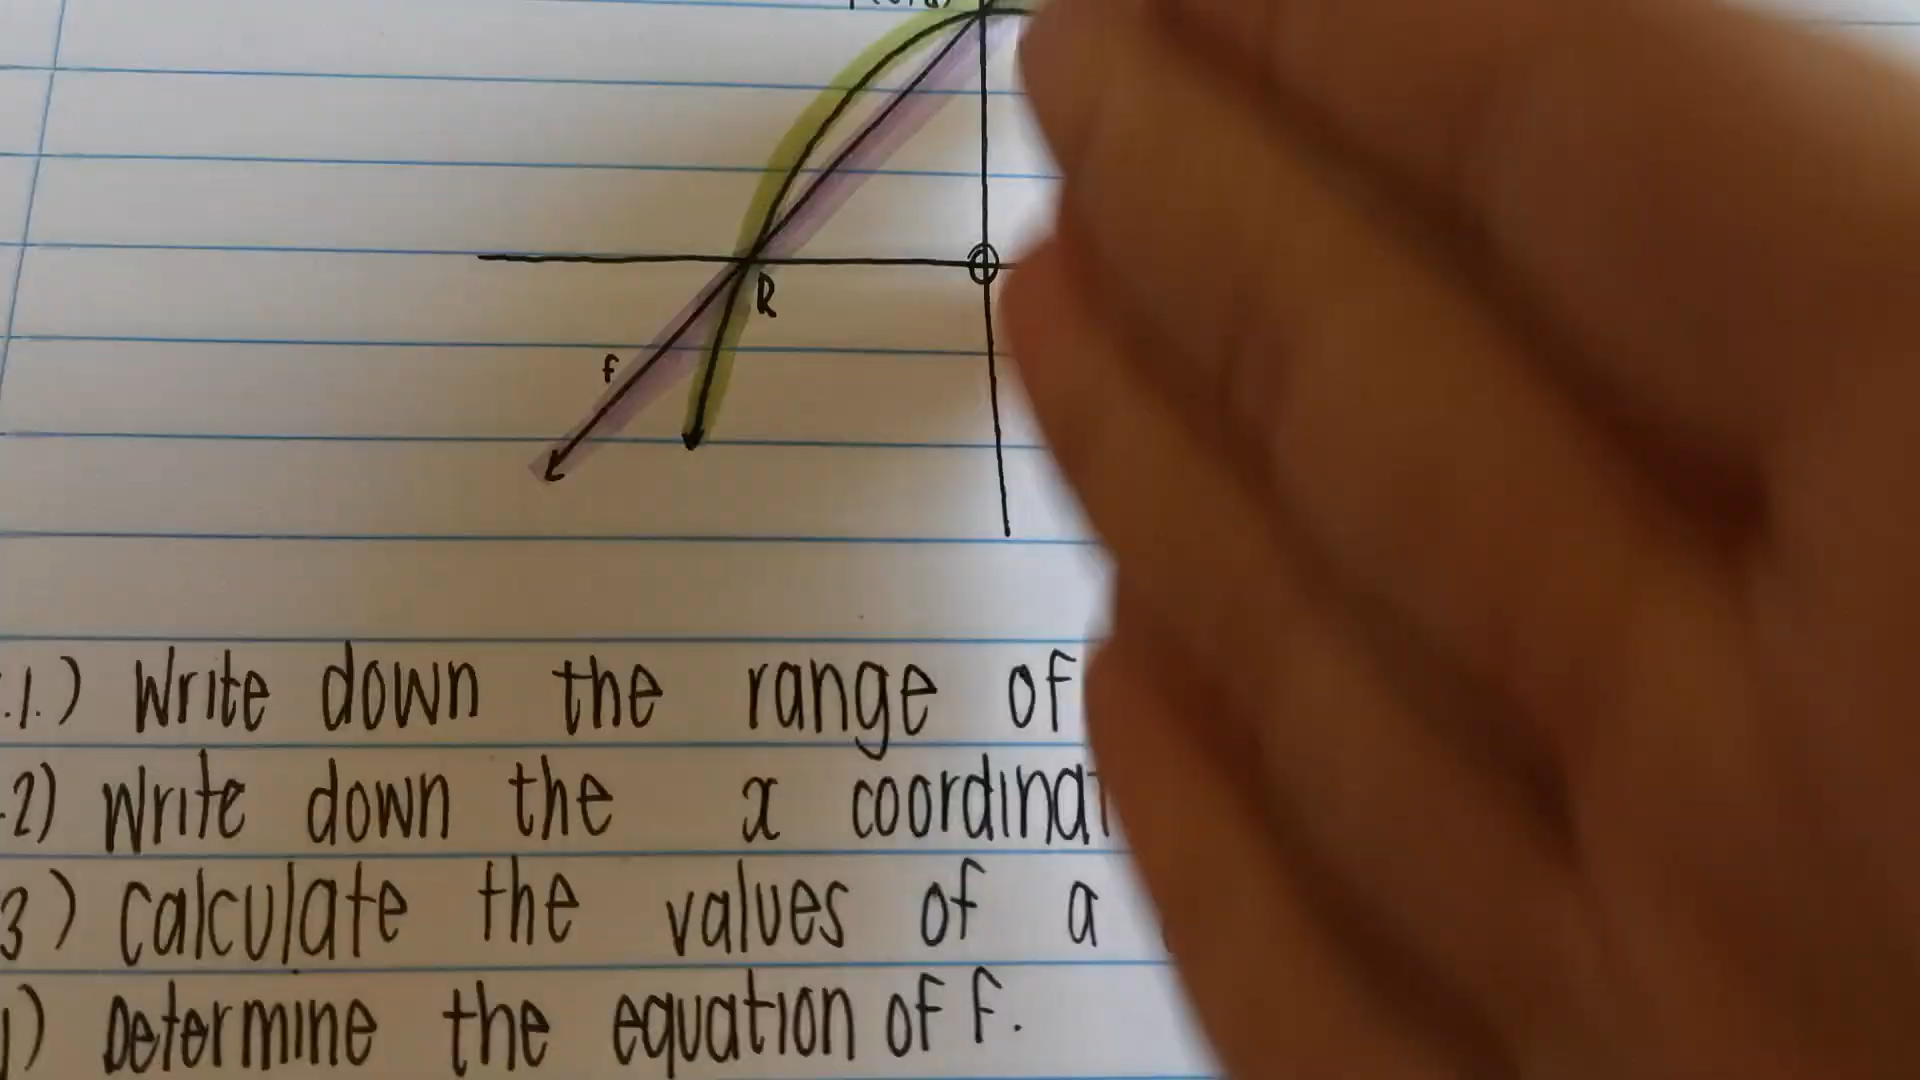 R
f
.1.) Write down the range of
.2) Write down the x
3) Calculate the values of a
) Determine the equation of f.